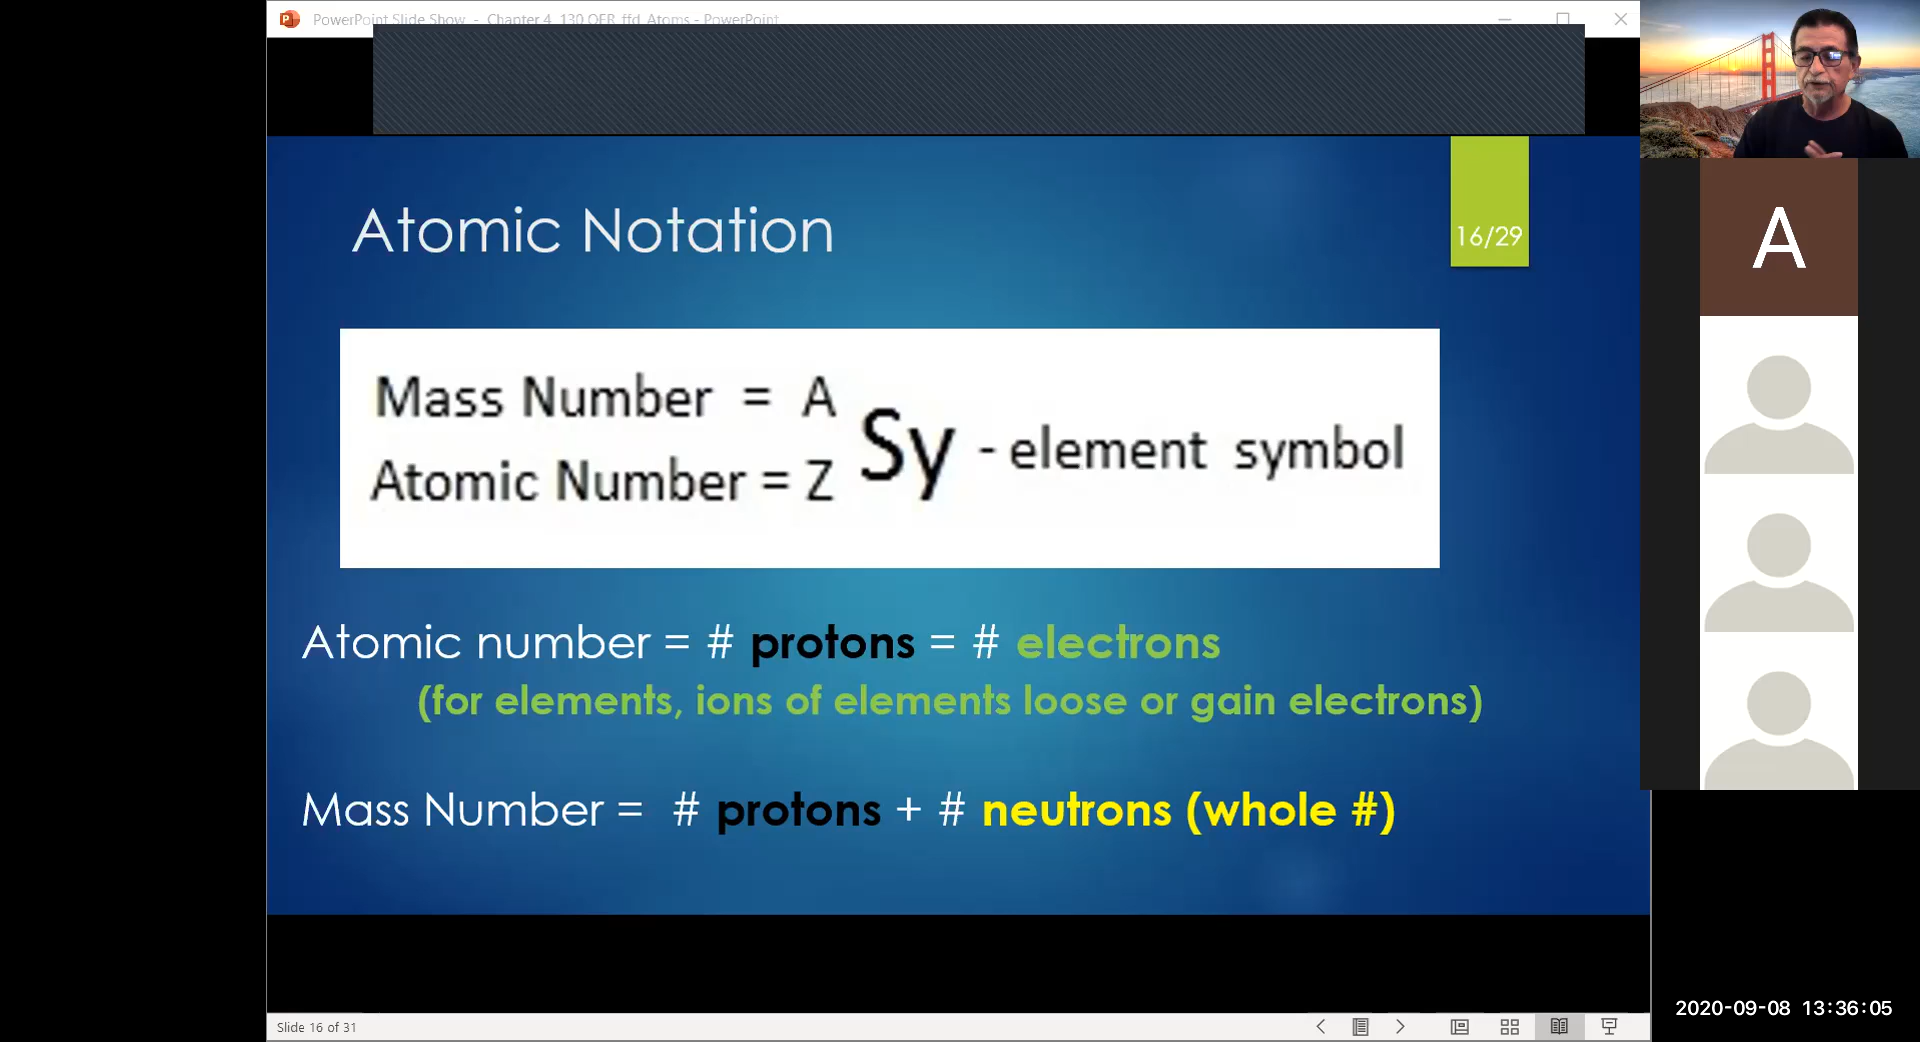 PowerPoint Slide Show - Chapter 4_130 OER_ffd_Atoms - PowerPoint
Atomic Notation
16/29
Mass Number = A
Sy - element symbol
Atomic Number = Z
Atomic number = # protons = # electrons
(for elements, ions of elements loose or gain electrons)
Mass Number = # protons + # neutrons (whole #)
A
Slide 16 of 31
2020-09-08 13:36:05